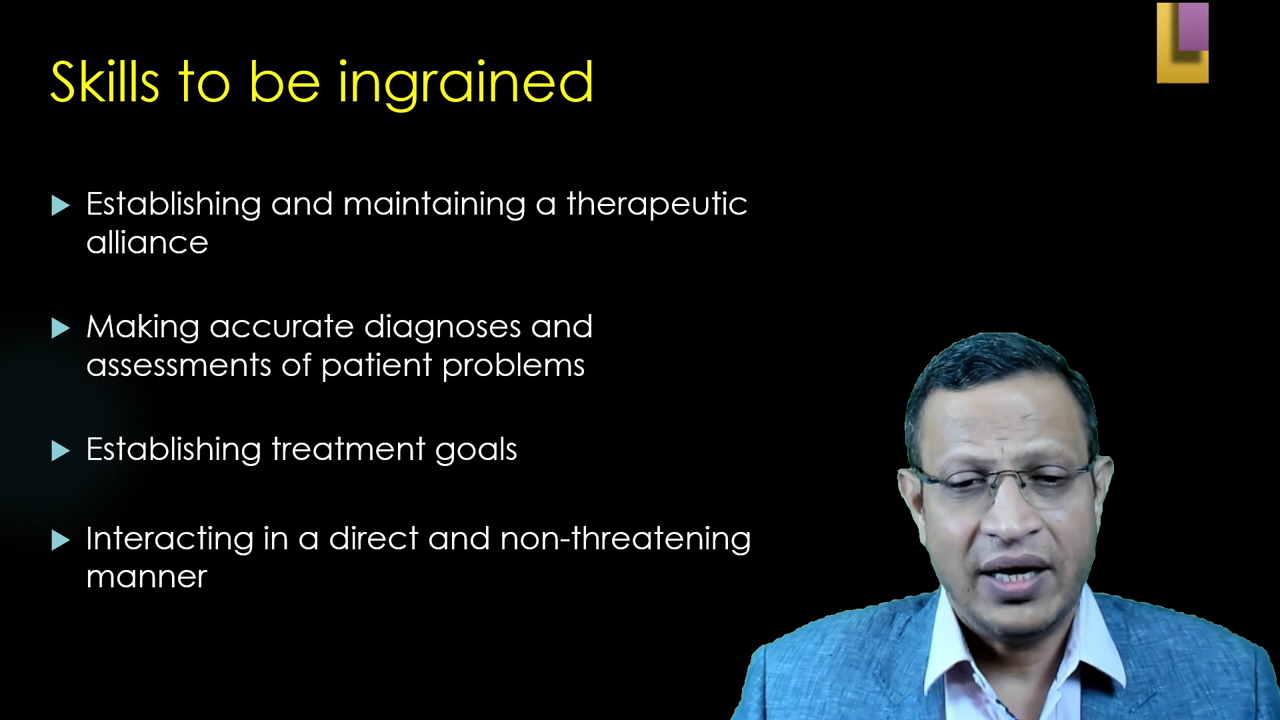 Skills to be ingrained
Establishing and maintaining a therapeutic
alliance
Making accurate diagnoses and
assessments of patient problems
Establishing treatment goals
Interacting in a direct and non-threatening
manner